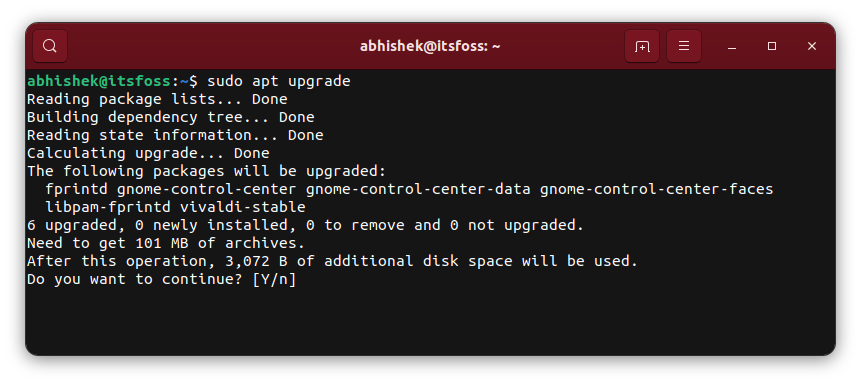 abhishek@itsfoss: ~
abhishek@itsfoss:~$ sudo apt upgrade
Reading package lists... Done
Building dependency tree... Done
Reading state information... Done
Calculating upgrade... Done
The following packages will be upgraded:
  fprintd gnome-control-center gnome-control-center-data gnome-control-center-faces
  libpam-fprintd vivaldi-stable
6 upgraded, 0 newly installed, 0 to remove and 0 not upgraded.
Need to get 101 MB of archives.
After this operation, 3,072 B of additional disk space will be used.
Do you want to continue? [Y/n]